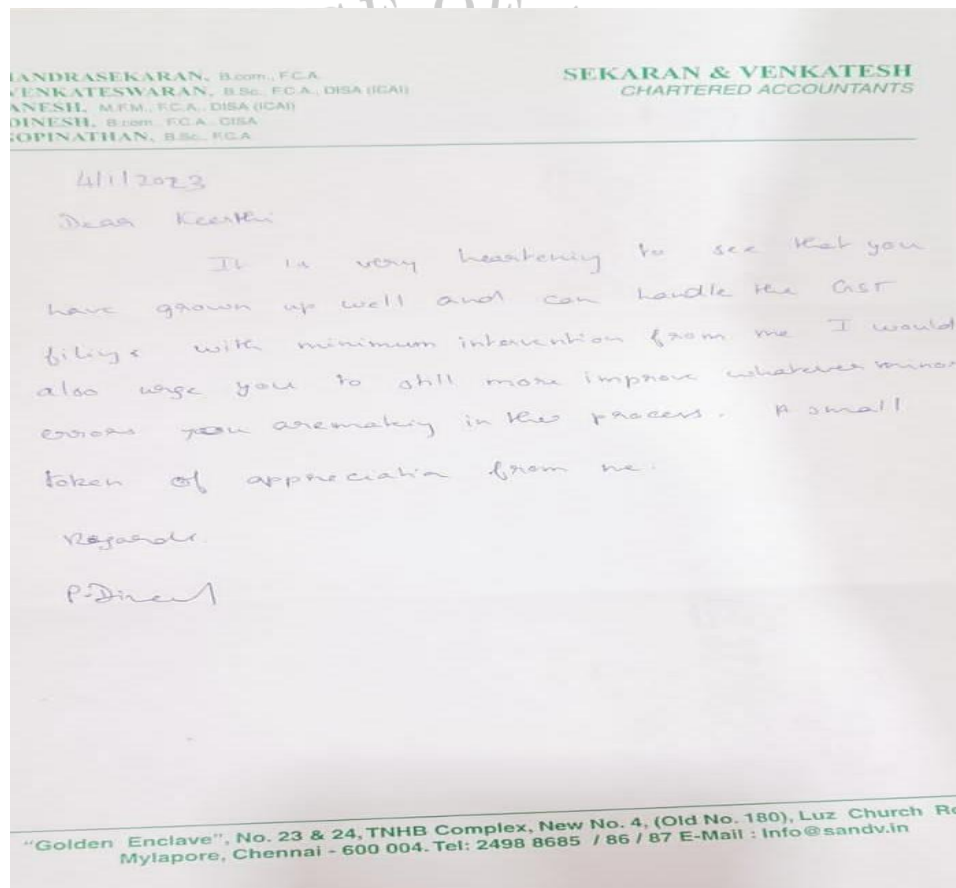 ANDRASEKARAN, B.com., F.C.A.
VENKATESWARAN, B.Sc., F.C.A., DISA (ICAI)
ANESH, M.F.M., F.C.A., DISA (ICAI)
DINESH, B.com., F.C.A., CISA
GOPINATHAN, B.Sc., F.C.A.
SEKARAN & VENKATESH
CHARTERED ACCOUNTANTS
4/1/2023
Dear Keerthi
It is very heartening to see that you
have grown up well and can handle the GST
filings with minimum intervention from me I would
also urge you to still more improve whatever minor
errors you are making in the process. A small
token of appreciation from me.
Regards.
P. Dinesh
"Golden Enclave", No. 23 & 24, TNHB Complex, New No. 4, (Old No. 180), Luz Church Ro
Mylapore, Chennai - 600 004. Tel: 2498 8685 / 86 / 87 E-Mail : Info@sandv.in